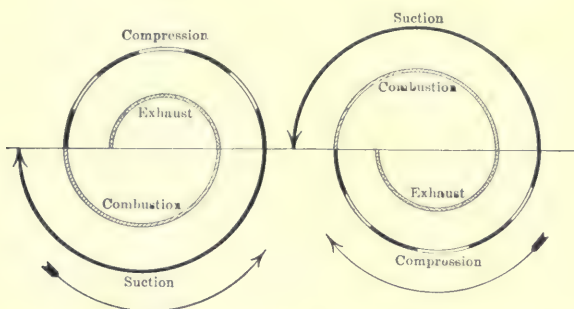 Compression
Exhaust
Combustion
Suction
Suction
Combustion
Exhaust
Compression